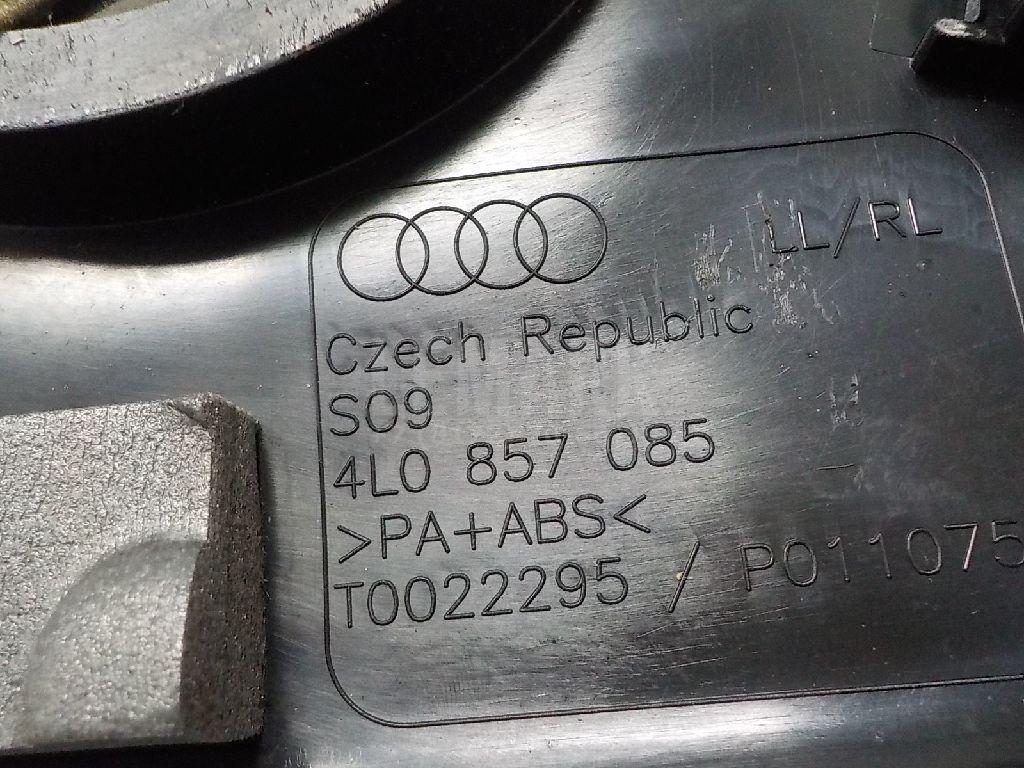 LL/RL
Czech Republic
S09
4L0 857 085
>PA+ABS<
T0022295 / P011075